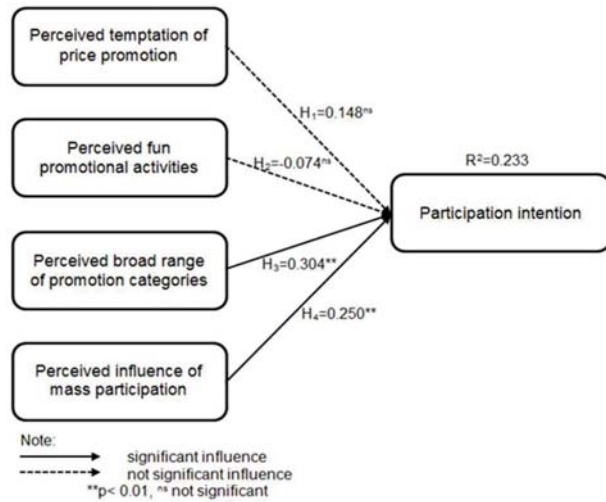 Perceived temptation of
price promotion
H₁=0.148ⁿˢ
Perceived fun
promotional activities
H₂=-0.074ⁿˢ
R²=0.233
Participation intention
Perceived broad range
of promotion categories
H₃=0.304**
H₄=0.250**
Perceived influence of
mass participation
Note:
significant influence
not significant influence
**p< 0.01, ⁿˢ not significant